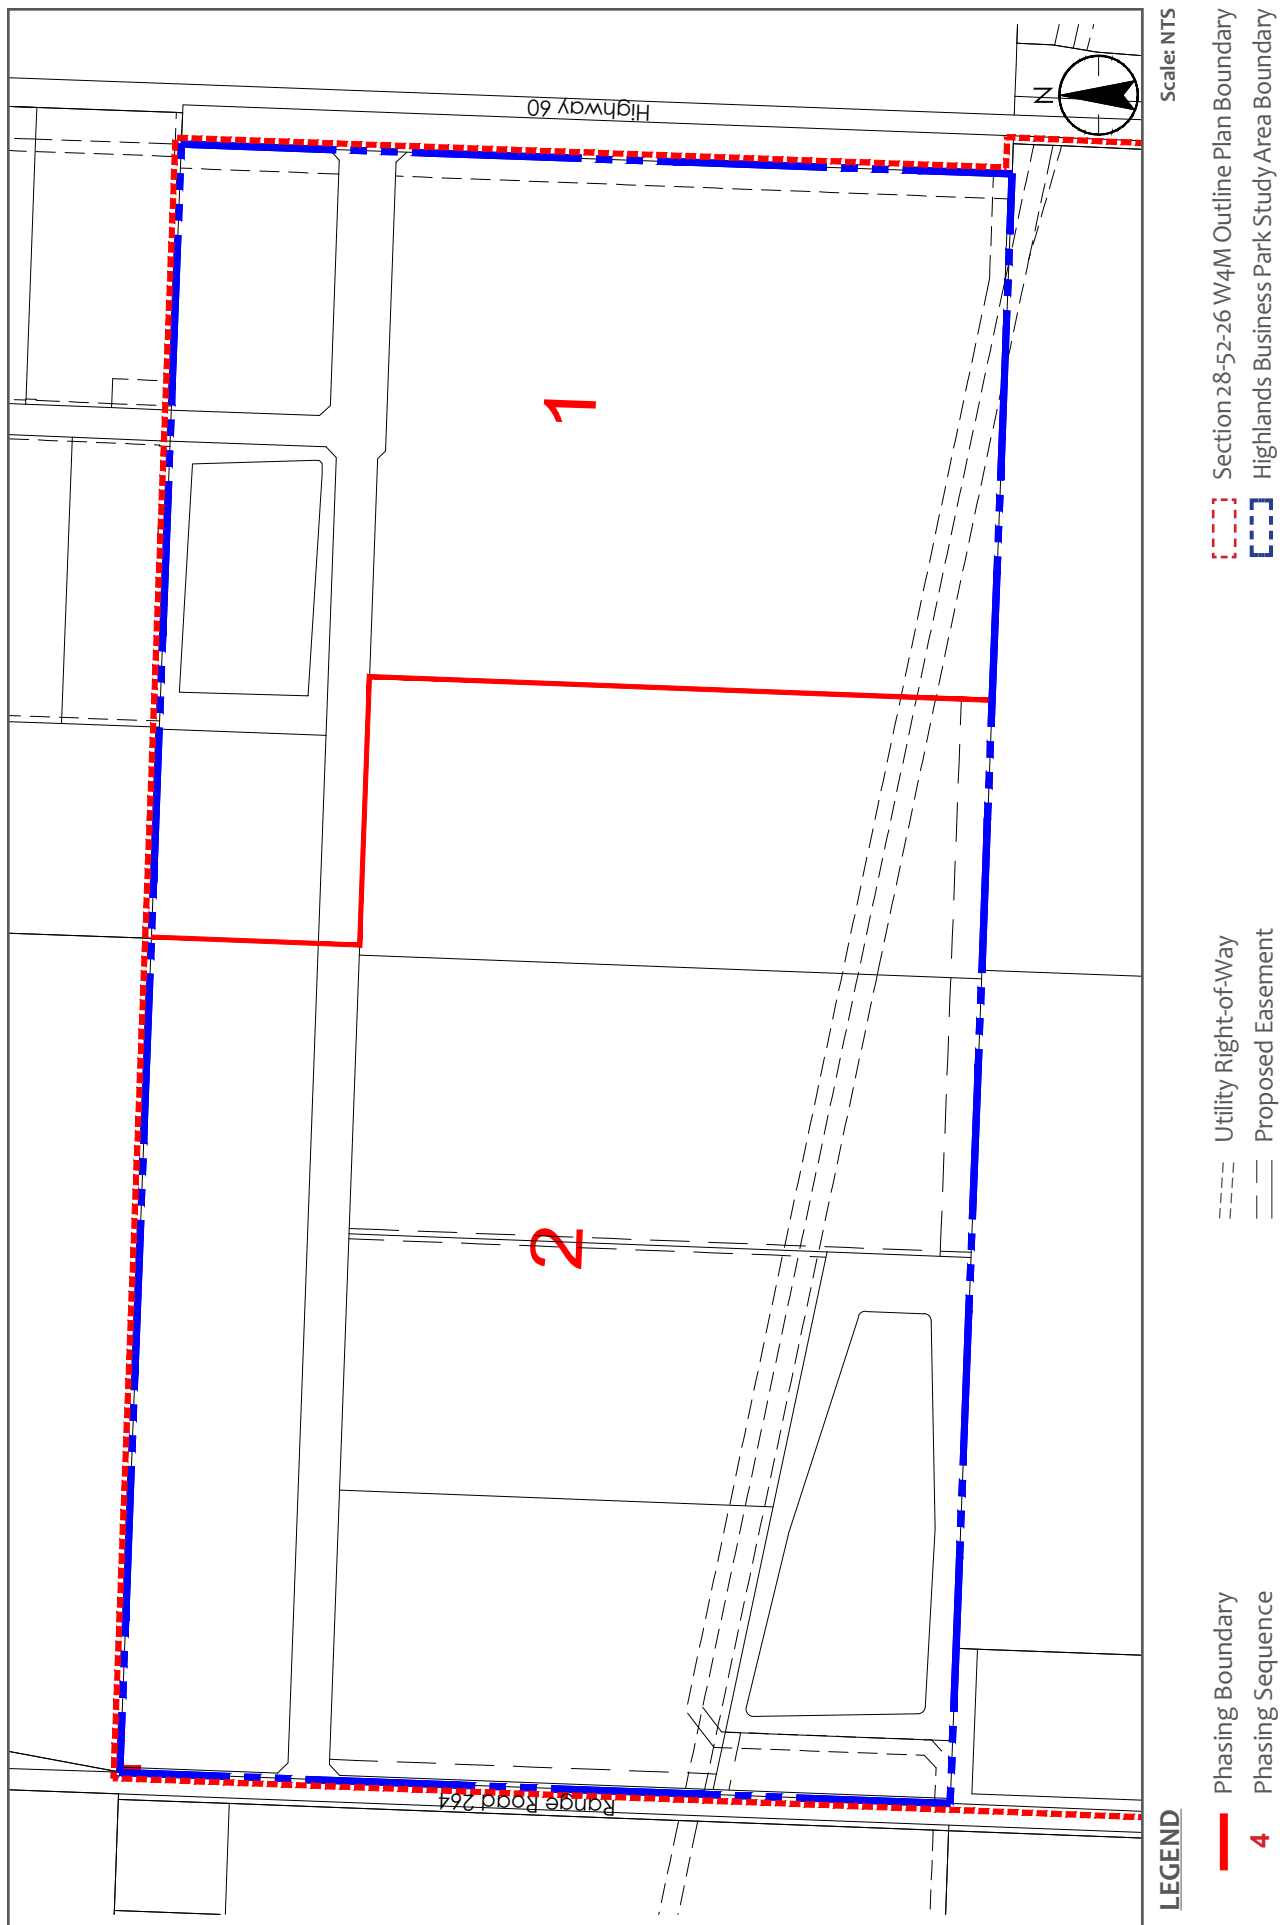 Highway 60
N
1
2
Range Road 264
Scale: NTS
LEGEND
Phasing Boundary
4 Phasing Sequence
Utility Right-of-Way
Proposed Easement
Section 28-52-26 W4M Outline Plan Boundary
Highlands Business Park Study Area Boundary